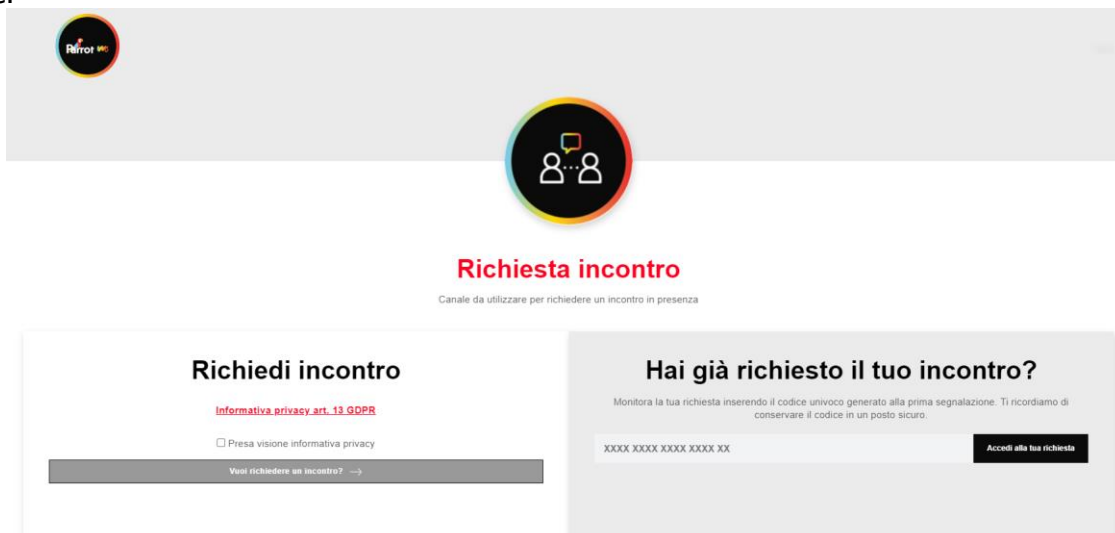 Parrot
Richiesta incontro
Canale da utilizzare per richiedere un incontro in presenza
Richiedi incontro
Informativa privacy art. 13 GDPR
Presa visione informativa privacy
Vuoi richiedere un incontro? →
Hai già richiesto il tuo incontro?
Monitora la tua richiesta inserendo il codice univoco generato alla prima segnalazione. Ti ricordiamo di
conservare il codice in un posto sicuro.
XXXX XXXX XXXX XXXX XX
Accedi alla tua richiesta